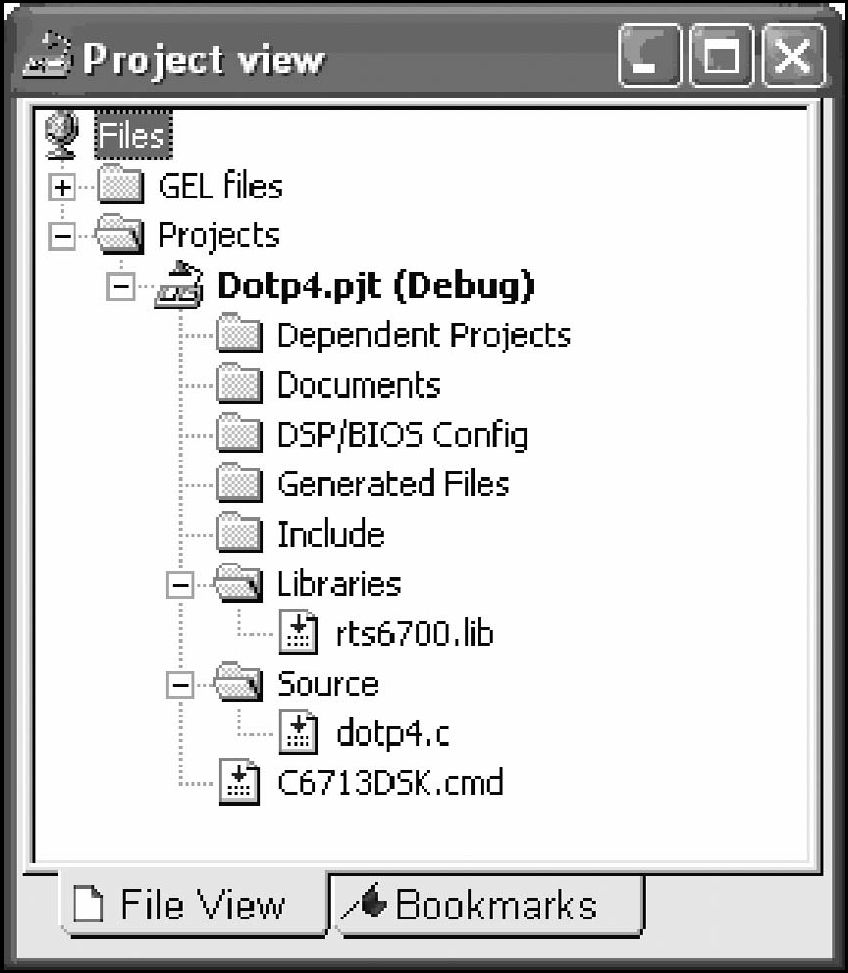 Project view
Files
GEL files
Projects
Dotp4.pjt (Debug)
Dependent Projects
Documents
DSP/BIOS Config
Generated Files
Include
Libraries
rts6700.lib
Source
dotp4.c
C6713DSK.cmd
File View Bookmarks